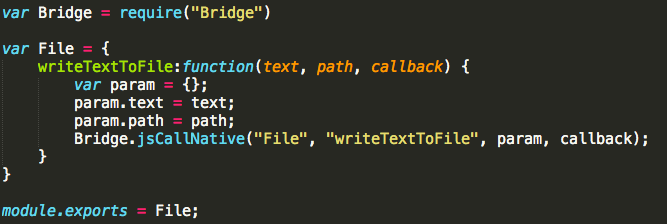 var Bridge = require("Bridge")
var File = {
writeTextToFile:function(text, path, callback) {
var param = {};
param.text = text;
param.path = path;
Bridge.jsCallNative("File", "writeTextToFile", param, callback);
}
}
module.exports = File;